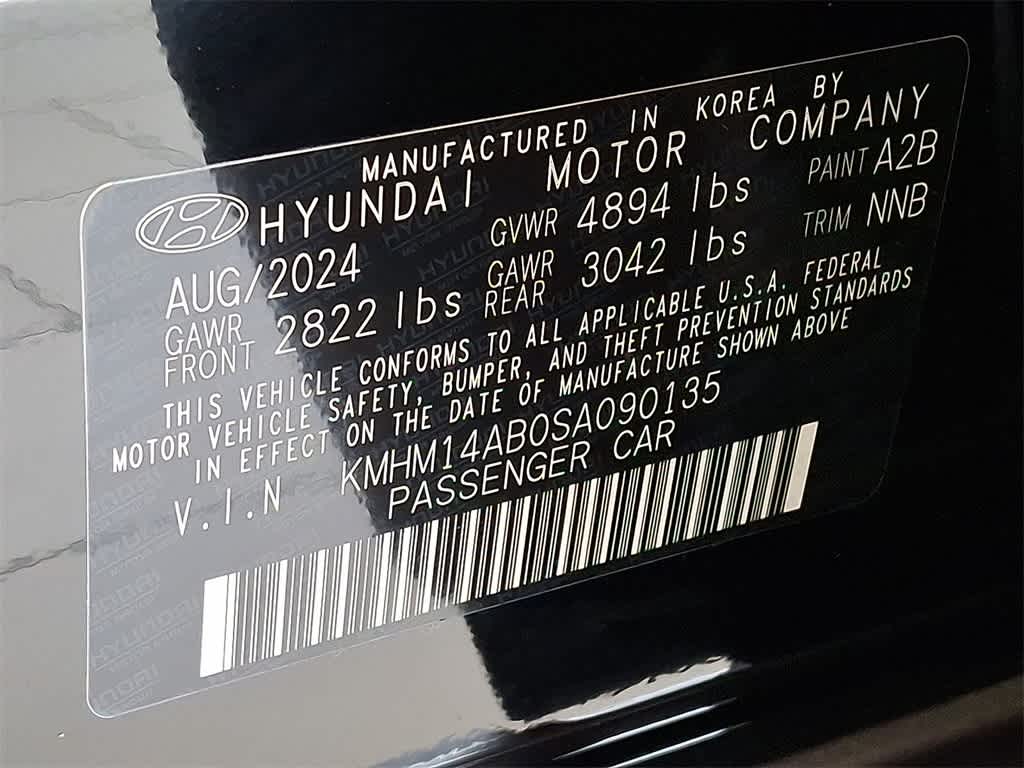 MANUFACTURED IN KOREA BY
HYUNDAI MOTOR COMPANY
AUG/2024 GVWR 4894 lbs PAINT A2B
GAWR FRONT 2822 lbs GAWR REAR 3042 lbs TRIM NNB
THIS VEHICLE CONFORMS TO ALL APPLICABLE U.S.A. FEDERAL
MOTOR VEHICLE SAFETY, BUMPER, AND THEFT PREVENTION STANDARDS
IN EFFECT ON THE DATE OF MANUFACTURE SHOWN ABOVE
V.I.N KMHM14AB0SA090135
PASSENGER CAR